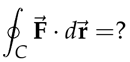 ∮_C F⃗ · dr⃗ =?